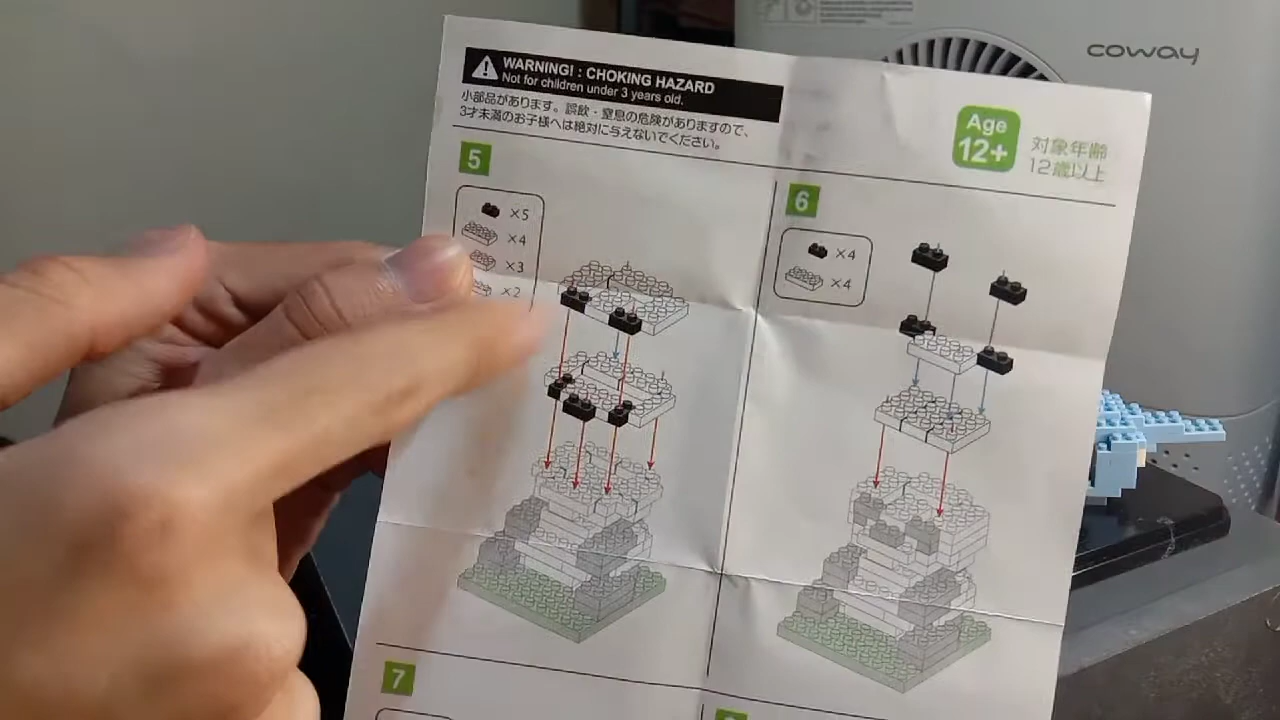 coway
WARNING! : CHOKING HAZARD
Not for children under 3 years old.
小部品があります。誤飲・窒息の危険がありますので、
3才未満のお子様へは絶対に与えないでください。
Age
12+
対象年齢
12歳以上
5
×5
×4
×3
×2
6
×4
×4
7